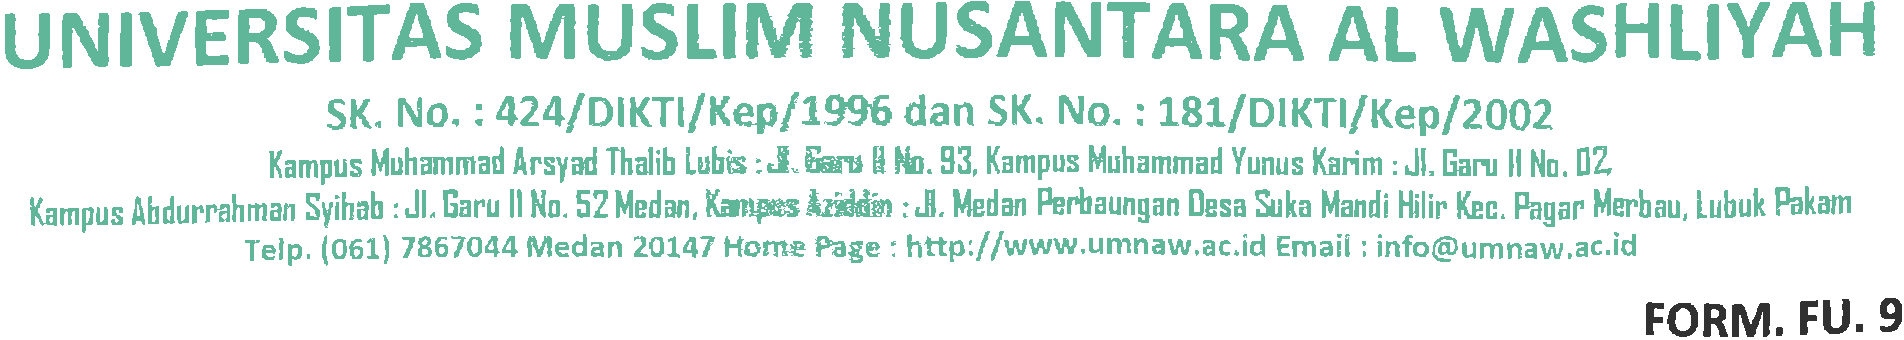 UNIVERSITAS MUSLIM NUSANTARA AL WASHLIYAH
SK. No. : 424/DIKTI/Kep/1996 dan SK. No. : 181/DIKTI/Kep/2002
Kampus Muhammad Arsyad Thalib Lubis : Jl. Garu II No. 93, Kampus Muhammad Yunus Karim : Jl. Garu II No. 02,
Kampus Abdurrahman Syihab : Jl. Garu II No. 52 Medan, Kampus Aziddin : Jl. Medan Perbaungan Desa Suka Mandi Hilir Kec. Pagar Merbau, Lubuk Pakam
Telp. (061) 7867044 Medan 20147 Home Page : http://www.umnaw.ac.id Email : info@umnaw.ac.id
FORM. FU. 9